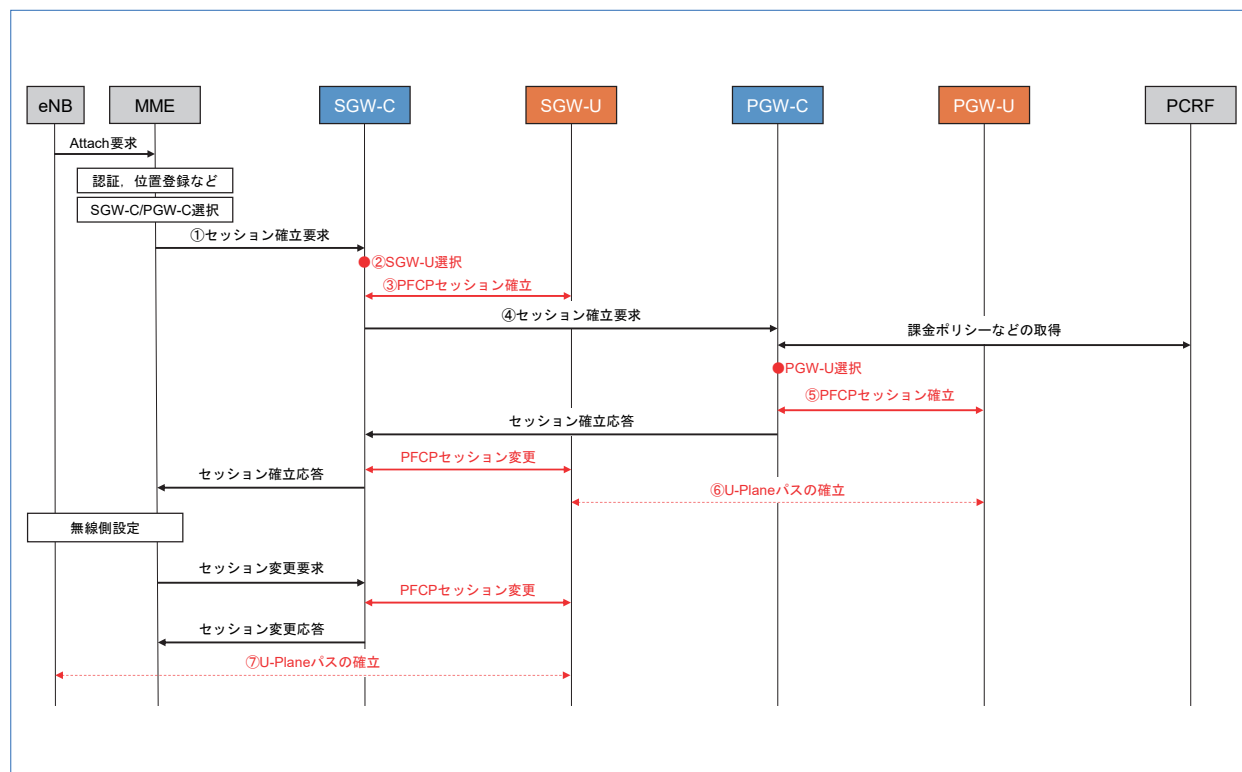 eNB
MME
SGW-C
SGW-U
PGW-C
PGW-U
PCRF
Attach要求
認証，位置登録など
SGW-C/PGW-C選択
①セッション確立要求
②SGW-U選択
③PFCPセッション確立
④セッション確立要求
課金ポリシーなどの取得
PGW-U選択
⑤PFCPセッション確立
セッション確立応答
PFCPセッション変更
セッション確立応答
⑥U-Planeパスの確立
無線側設定
セッション変更要求
PFCPセッション変更
セッション変更応答
⑦U-Planeパスの確立